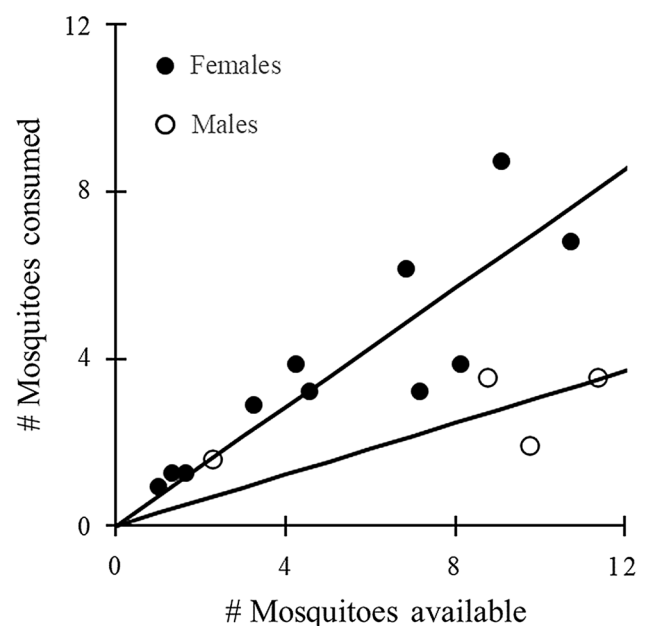 12
Females
Males
8
4
0
# Mosquitoes consumed
0 4 8 12
# Mosquitoes available